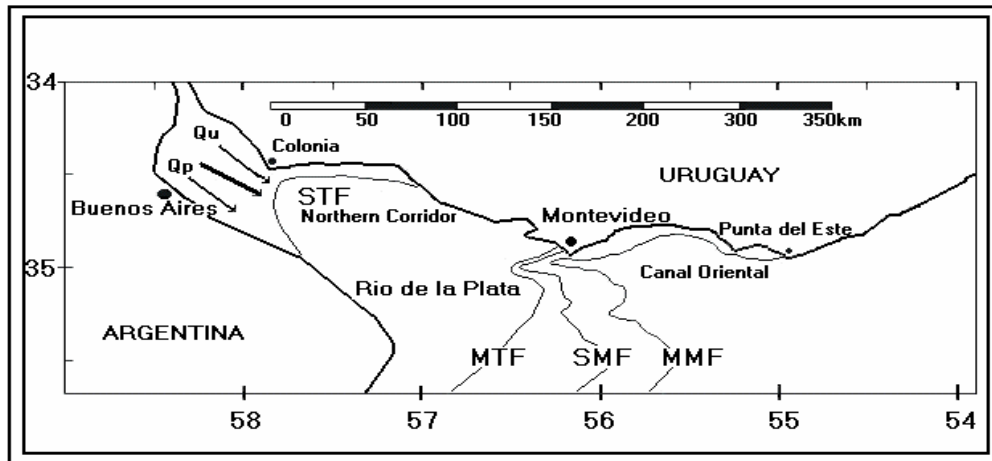 34
0 50 100 150 200 250 300 350km
Qu
Colonia
Qp
STF
URUGUAY
Buenos Aires
Northern Corridor
Montevideo
Punta del Este
35
Canal Oriental
Rio de la Plata
ARGENTINA
MTF SMF MMF
58 57 56 55 54